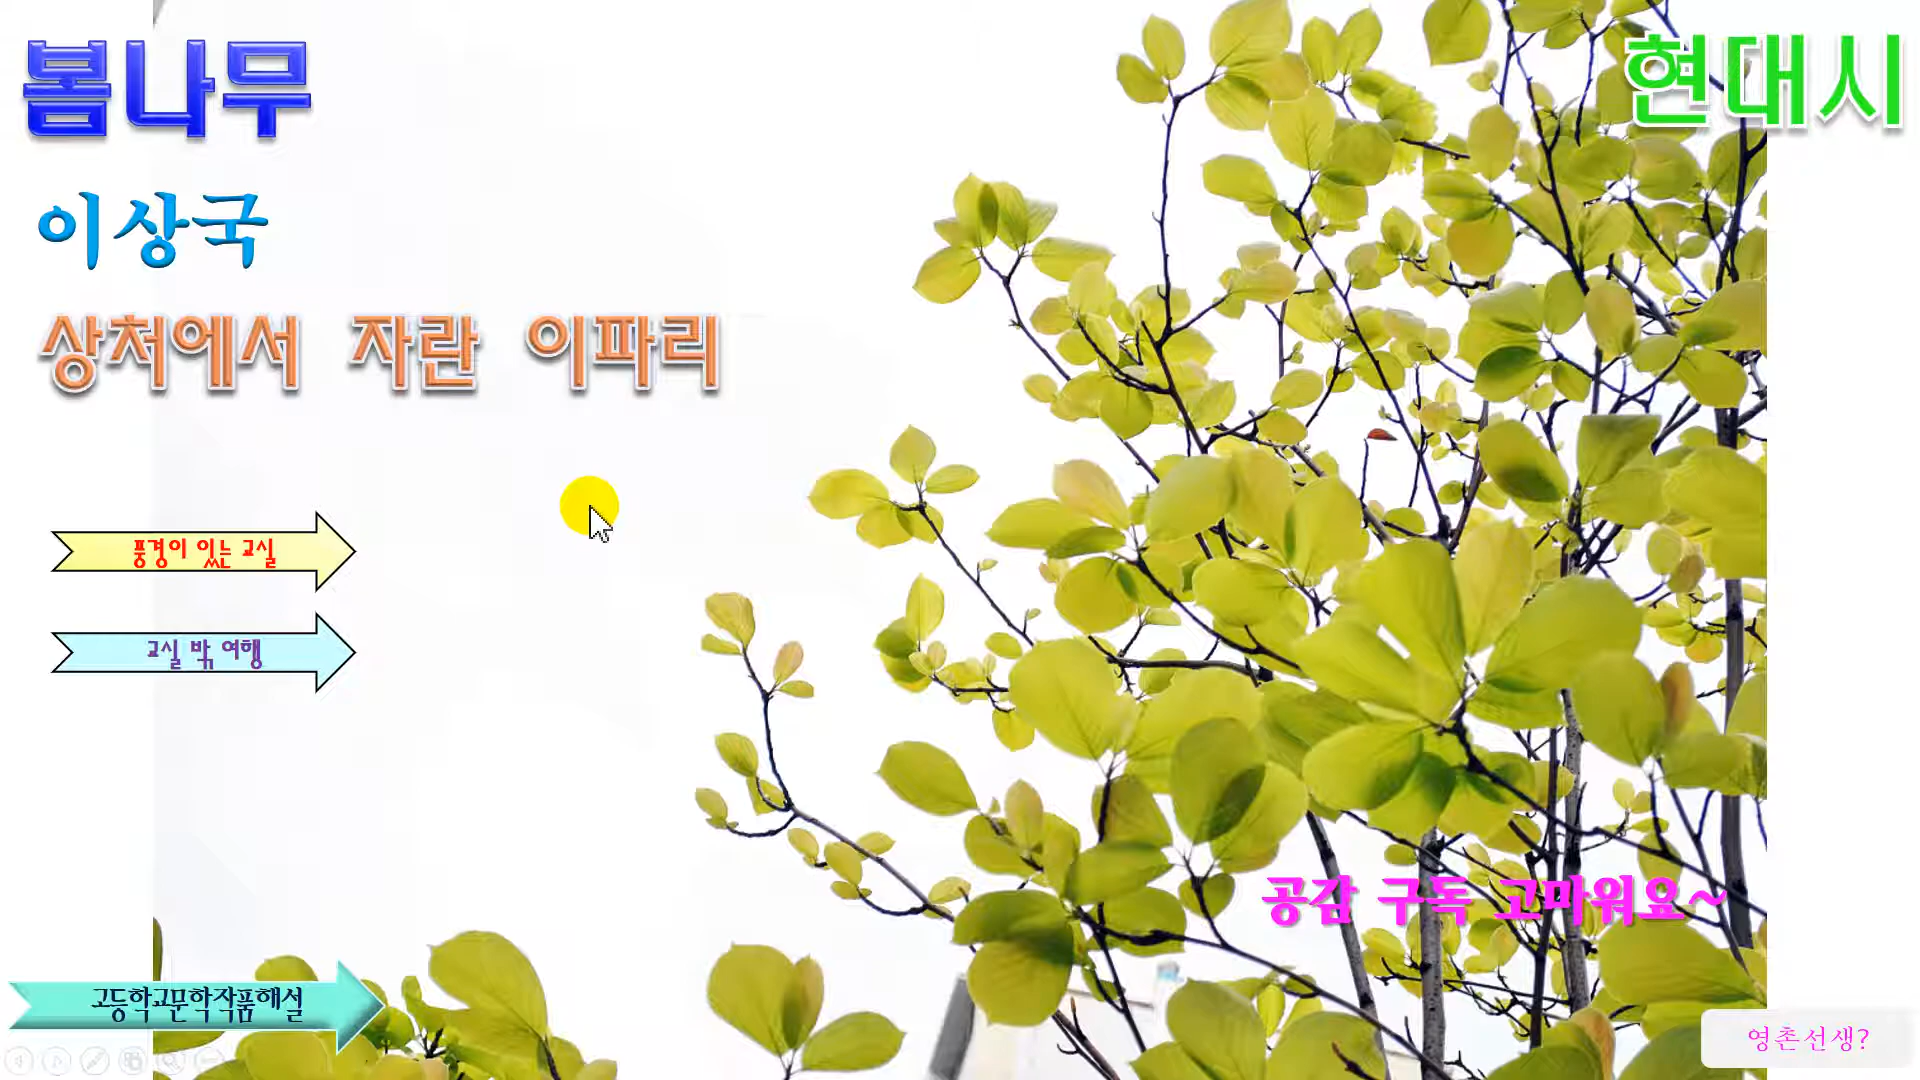 봄나무
현대시
이상국
상처에서 자란 이파리
풍경이 있는 교실
교실 밖 여행
공감 구독 고마워요~
고등학교문학작품해설
영촌선생?